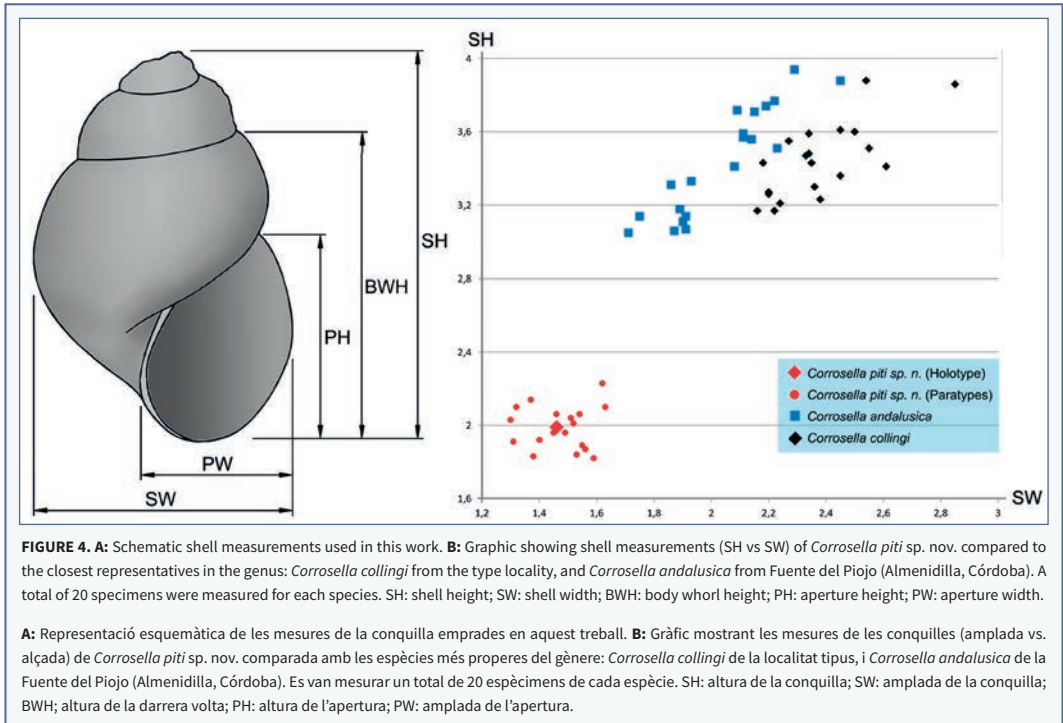 SH
BWH
PH
PW
SW
SH
4
3,6
3,2
2,8
2,4
2
1,6
1,2
1,4
1,6
1,8
2
2,2
2,4
2,6
2,8
3
SW
Corrosella piti sp. n. (Holotype)
Corrosella piti sp. n. (Paratypes)
Corrosella andalusica
Corrosella collingi
FIGURE 4. A: Schematic shell measurements used in this work. B: Graphic showing shell measurements (SH vs SW) of Corrosella piti sp. nov. compared to
the closest representatives in the genus: Corrosella collingi from the type locality, and Corrosella andalusica from Fuente del Piojo (Almenidilla, Córdoba). A
total of 20 specimens were measured for each species. SH: shell height; SW: shell width; BWH: body whorl height; PH: aperture height; PW: aperture width.
A: Representació esquemàtica de les mesures de la conquilla emprades en aquest treball. B: Gràfic mostrant les mesures de les conquilles (amplada vs.
alçada) de Corrosella piti sp. nov. comparada amb les espècies més properes del gènere: Corrosella collingi de la localitat tipus, i Corrosella andalusica de la
Fuente del Piojo (Almenidilla, Córdoba). Es van mesurar un total de 20 espècimens de cada espècie. SH: altura de la conquilla; SW: amplada de la conquilla;
BWH; altura de la darrera volta; PH: altura de l'apertura; PW: amplada de l'apertura.